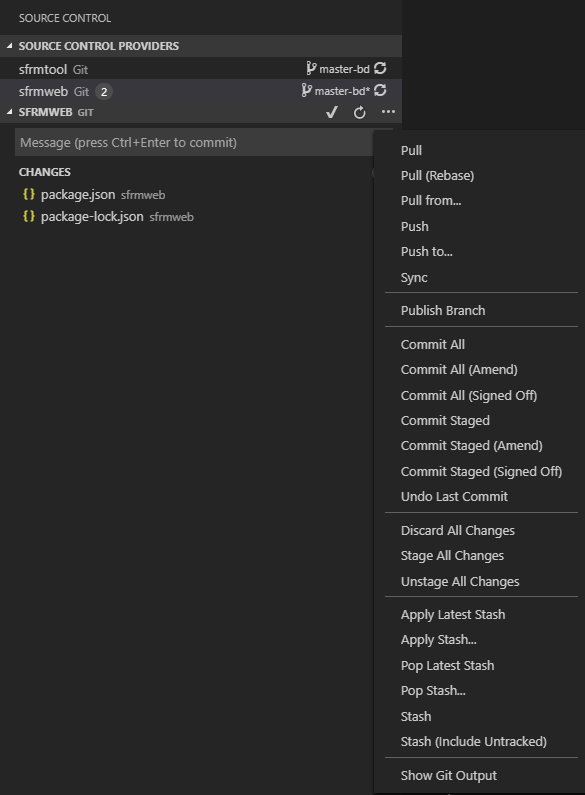 SOURCE CONTROL
SOURCE CONTROL PROVIDERS
sfrmtool Git master-bd
sfrmweb Git 2 master-bd*
SFRMWEB GIT
Message (press Ctrl+Enter to commit)
CHANGES
{} package.json sfrmweb
{} package-lock.json sfrmweb
Pull
Pull (Rebase)
Pull from...
Push
Push to...
Sync
Publish Branch
Commit All
Commit All (Amend)
Commit All (Signed Off)
Commit Staged
Commit Staged (Amend)
Commit Staged (Signed Off)
Undo Last Commit
Discard All Changes
Stage All Changes
Unstage All Changes
Apply Latest Stash
Apply Stash...
Pop Latest Stash
Pop Stash...
Stash
Stash (Include Untracked)
Show Git Output